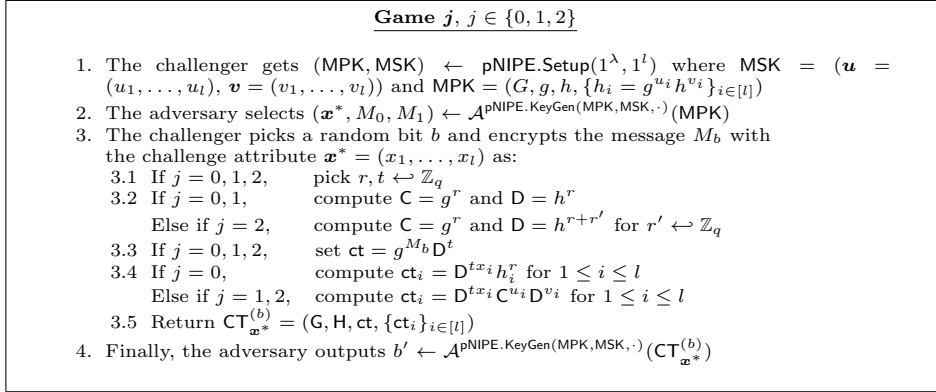 Game j, j ∈ {0, 1, 2}
1. The challenger gets (MPK, MSK) ← pNIPE.Setup(1^λ, 1^l) where MSK = (u =
(u_1, . . . , u_l), v = (v_1, . . . , v_l)) and MPK = (G, g, h, {h_i = g^{u_i} h^{v_i}}_{i∈[l]})
2. The adversary selects (x*, M_0, M_1) ← A^{pNIPE.KeyGen(MPK,MSK,·)}(MPK)
3. The challenger picks a random bit b and encrypts the message M_b with
the challenge attribute x* = (x_1, . . . , x_l) as:
3.1 If j = 0, 1, 2, pick r, t ↩ Z_q
3.2 If j = 0, 1, compute C = g^r and D = h^r
Else if j = 2, compute C = g^r and D = h^{r+r'} for r' ↩ Z_q
3.3 If j = 0, 1, 2, set ct = g^{M_b} D^t
3.4 If j = 0, compute ct_i = D^{tx_i} h_i^r for 1 ≤ i ≤ l
Else if j = 1, 2, compute ct_i = D^{tx_i} C^{u_i} D^{v_i} for 1 ≤ i ≤ l
3.5 Return CT_{x*}^{(b)} = (G, H, ct, {ct_i}_{i∈[l]})
4. Finally, the adversary outputs b' ← A^{pNIPE.KeyGen(MPK,MSK,·)}(CT_{x*}^{(b)})